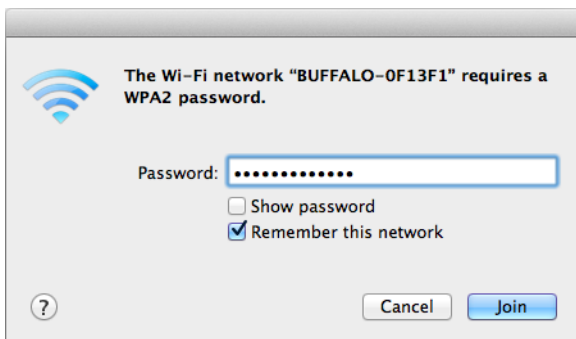 The Wi-Fi network “BUFFALO-0F13F1” requires a
WPA2 password.
Password: •••••••••••••
Show password
Remember this network
? Cancel Join